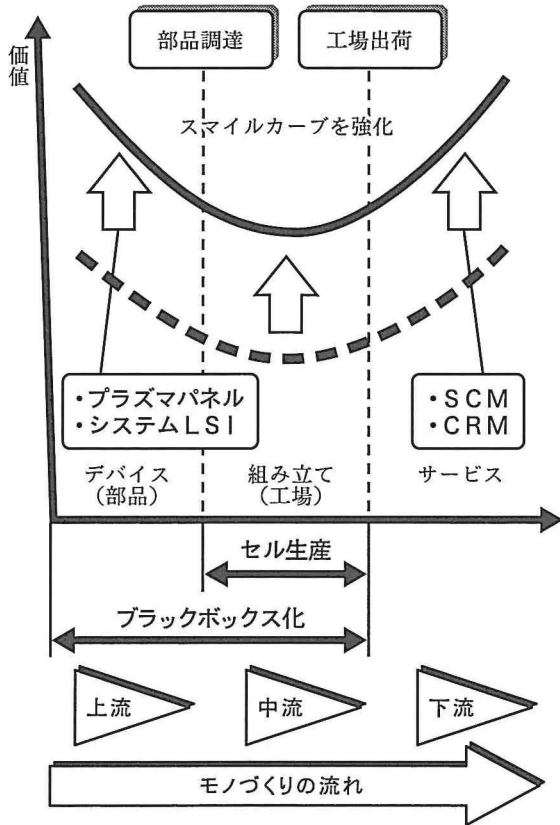 価値
部品調達
工場出荷
スマイルカーブを強化
・プラズマパネル
・システムLSI
・SCM
・CRM
デバイス
(部品)
組み立て
(工場)
サービス
セル生産
ブラックボックス化
上流
中流
下流
モノづくりの流れ